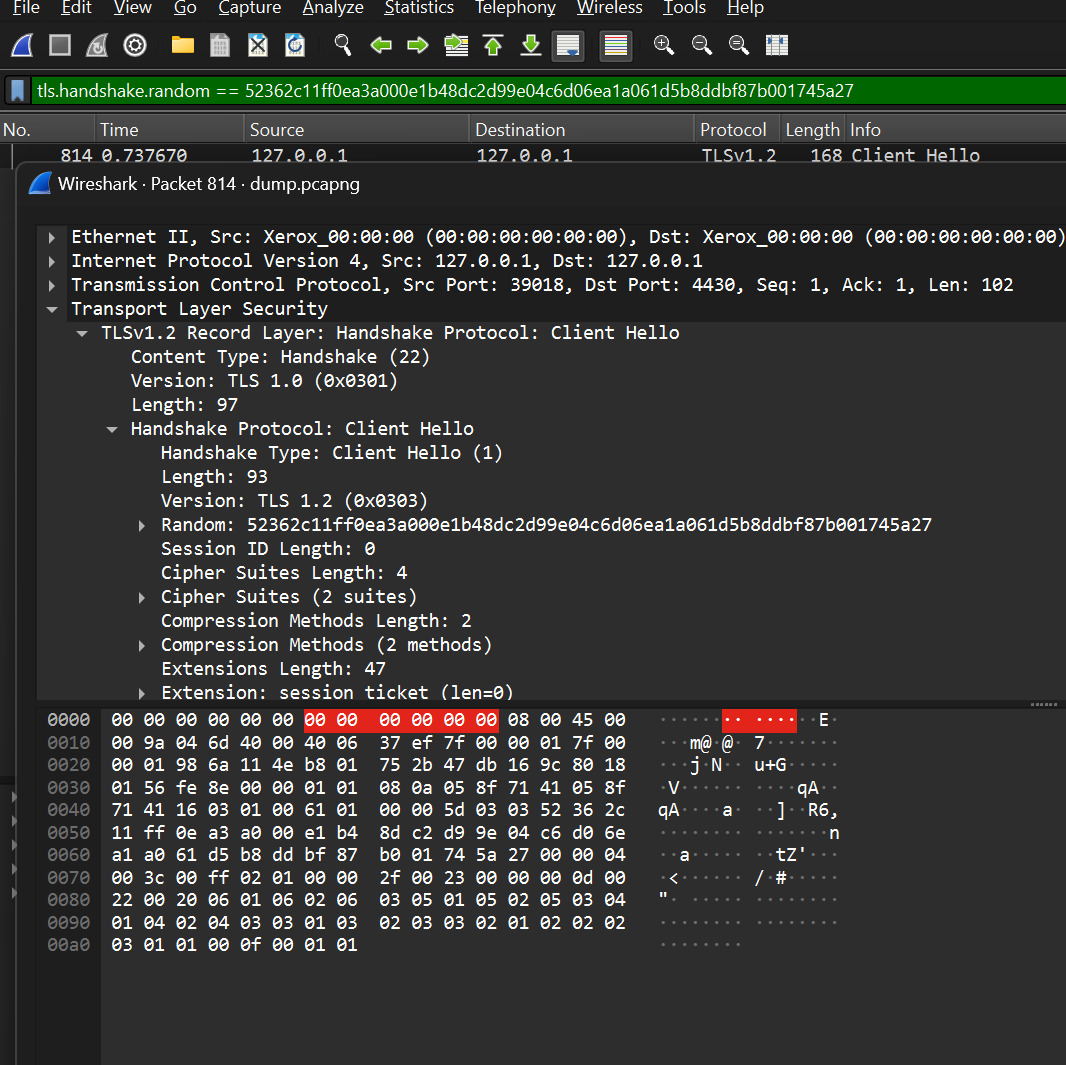 File Edit View Go Capture Analyze Statistics Telephony Wireless Tools Help
tls.handshake.random == 52362c11ff0ea3a000e1b48dc2d99e04c6d06ea1a061d5b8ddbf87b001745a27
No. Time Source Destination Protocol Length Info
814 0.737670 127.0.0.1 127.0.0.1 TLSv1.2 168 Client Hello
Wireshark · Packet 814 · dump.pcapng
Ethernet II, Src: Xerox_00:00:00 (00:00:00:00:00:00), Dst: Xerox_00:00:00 (00:00:00:00:00:00)
Internet Protocol Version 4, Src: 127.0.0.1, Dst: 127.0.0.1
Transmission Control Protocol, Src Port: 39018, Dst Port: 4430, Seq: 1, Ack: 1, Len: 102
Transport Layer Security
TLSv1.2 Record Layer: Handshake Protocol: Client Hello
Content Type: Handshake (22)
Version: TLS 1.0 (0x0301)
Length: 97
Handshake Protocol: Client Hello
Handshake Type: Client Hello (1)
Length: 93
Version: TLS 1.2 (0x0303)
Random: 52362c11ff0ea3a000e1b48dc2d99e04c6d06ea1a061d5b8ddbf87b001745a27
Session ID Length: 0
Cipher Suites Length: 4
Cipher Suites (2 suites)
Compression Methods Length: 2
Compression Methods (2 methods)
Extensions Length: 47
Extension: session ticket (len=0)
0000 00 00 00 00 00 00 00 00 00 00 00 00 08 00 45 00 ······ ·· ···· ··E·
0010 00 9a 04 6d 40 00 40 06 37 ef 7f 00 00 01 7f 00 ···m@·@· 7·······
0020 00 01 98 6a 11 4e b8 01 75 2b 47 db 16 9c 80 18 ···j·N·· u+G·····
0030 01 56 fe 8e 00 00 01 01 08 0a 05 8f 71 41 05 8f ·V······ ····qA··
0040 71 41 16 03 01 00 61 01 00 00 5d 03 03 52 36 2c qA····a· ··]··R6,
0050 11 ff 0e a3 a0 00 e1 b4 8d c2 d9 9e 04 c6 d0 6e ········ ·······n
0060 a1 a0 61 d5 b8 dd bf 87 b0 01 74 5a 27 00 00 04 ··a····· ··tZ'···
0070 00 3c 00 ff 02 01 00 00 2f 00 23 00 00 00 0d 00 ·<······ /·#·····
0080 22 00 20 06 01 06 02 06 03 05 01 05 02 05 03 04 "· ····· ········
0090 01 04 02 04 03 03 01 03 02 03 03 02 01 02 02 02 ········ ········
00a0 03 01 01 00 0f 00 01 01 ········